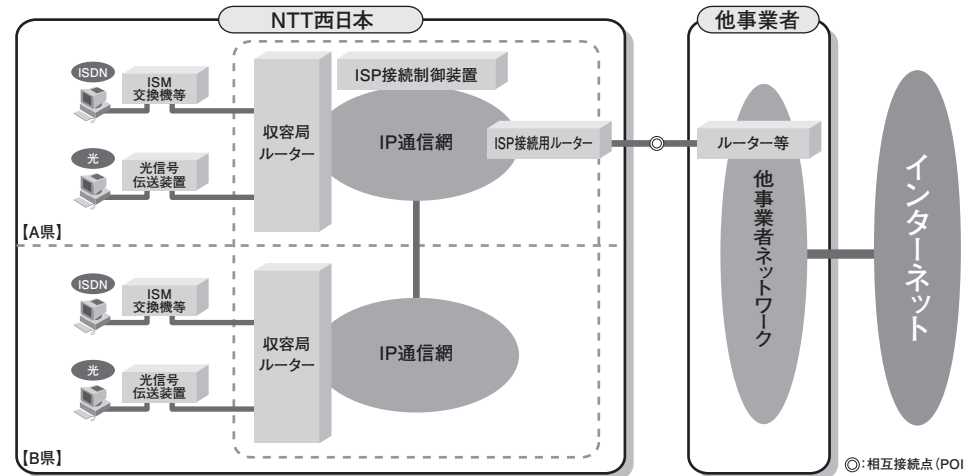 NTT西日本
他事業者
ISDN
ISM
交換機等
光
光信号
伝送装置
収容局
ルーター
ISP接続制御装置
IP通信網
ISP接続用ルーター
ルーター等
他事業者ネットワーク
インターネット
【A県】
ISDN
ISM
交換機等
光
光信号
伝送装置
収容局
ルーター
IP通信網
【B県】
◎:相互接続点(POI